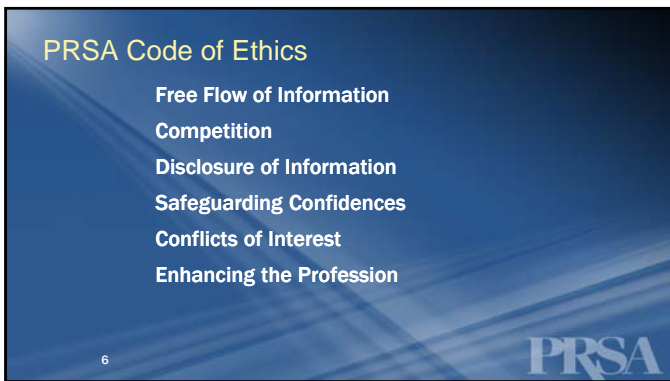 PRSA Code of Ethics
Free Flow of Information
Competition
Disclosure of Information
Safeguarding Confidences
Conflicts of Interest
Enhancing the Profession
6
PRSA